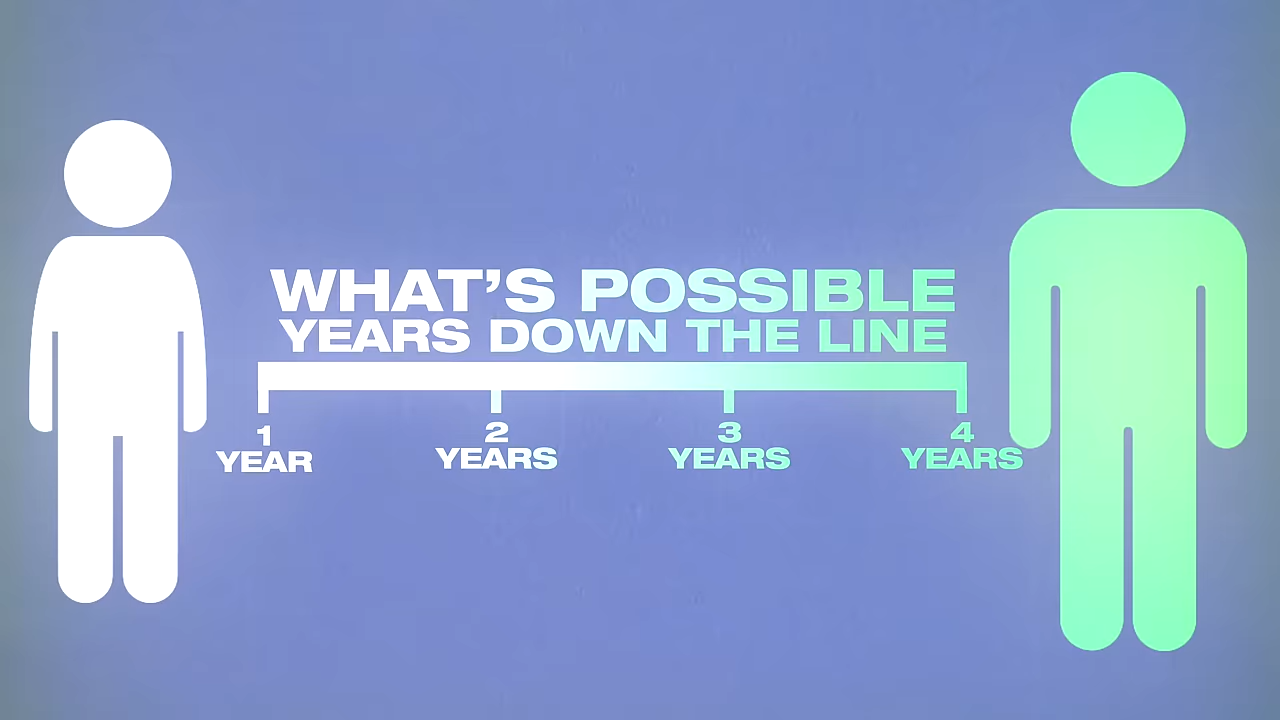 WHAT'S POSSIBLE
YEARS DOWN THE LINE
1
YEAR
2
YEARS
3
YEARS
4
YEARS